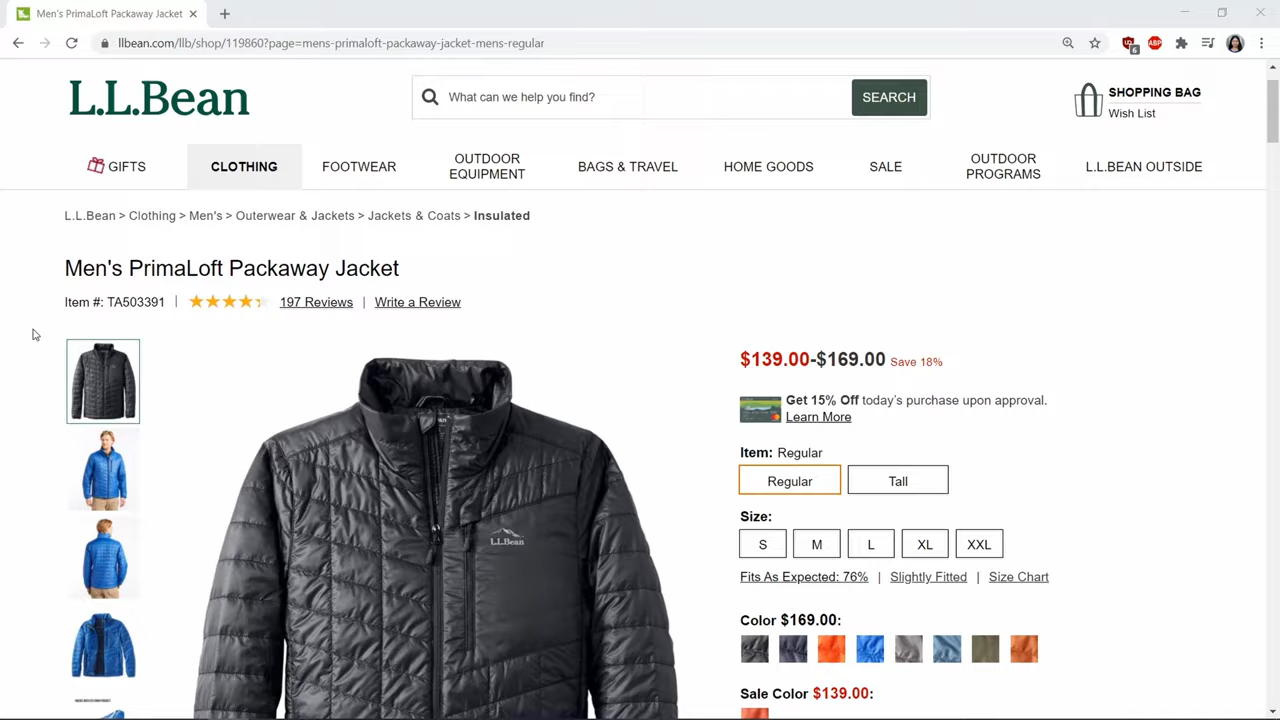 Men's PrimaLoft Packaway Jacket
llbean.com/llb/shop/119860?page=mens-primaloft-packaway-jacket-mens-regular
6
ABP
L.L.Bean
What can we help you find?
SEARCH
SHOPPING BAG
Wish List
GIFTS
CLOTHING
FOOTWEAR
OUTDOOR
EQUIPMENT
BAGS & TRAVEL
HOME GOODS
SALE
OUTDOOR
PROGRAMS
L.L.BEAN OUTSIDE
L.L.Bean > Clothing > Men's > Outerwear & Jackets > Jackets & Coats > Insulated
Men's PrimaLoft Packaway Jacket
Item #: TA503391 | 197 Reviews | Write a Review
$139.00-$169.00 Save 18%
Get 15% Off today's purchase upon approval.
Learn More
Item: Regular
Regular
Tall
Size:
S
M
L
XL
XXL
Fits As Expected: 76% | Slightly Fitted | Size Chart
Color $169.00:
Sale Color $139.00:
L.L.Bean